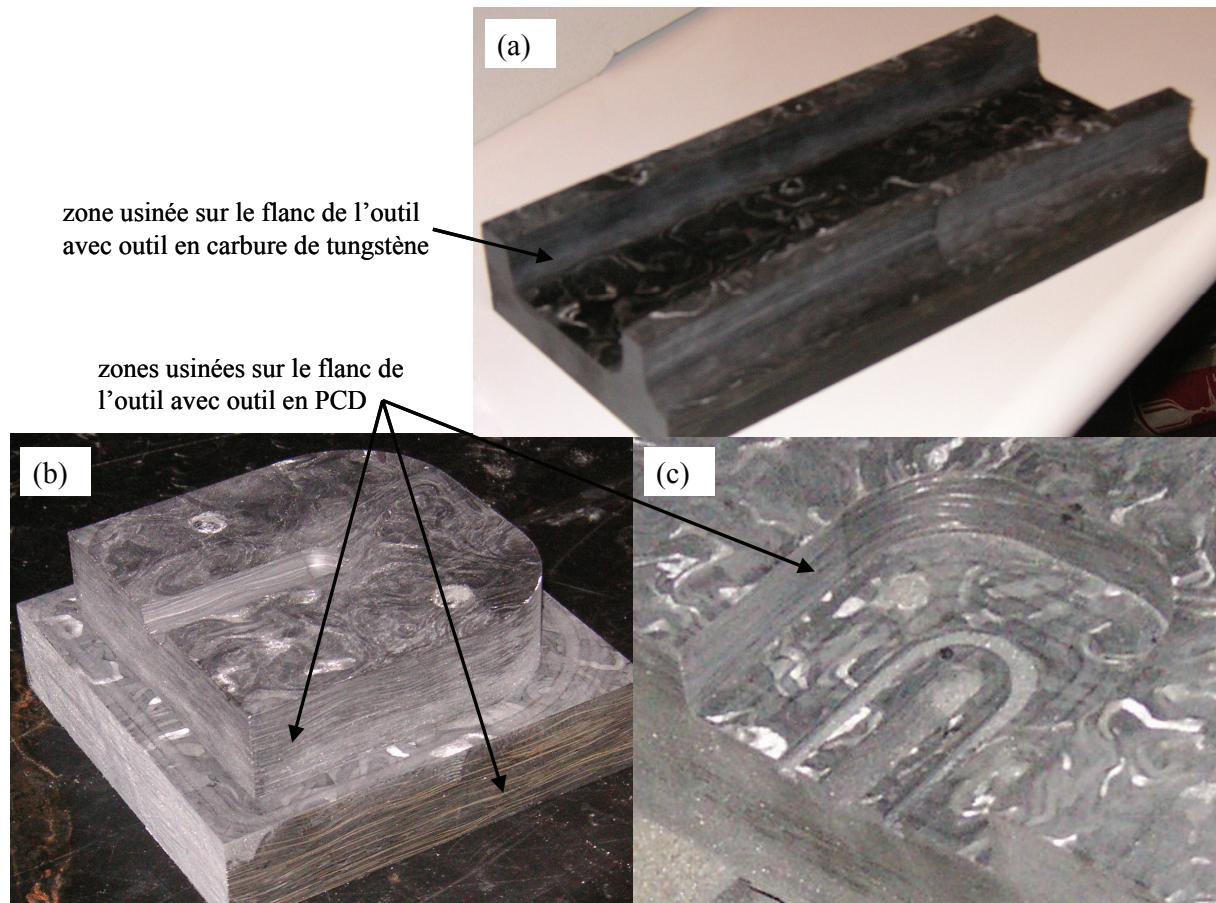 (a)
zone usinée sur le flanc de l’outil
avec outil en carbure de tungstène
zones usinées sur le flanc de
l’outil avec outil en PCD
(b)
(c)